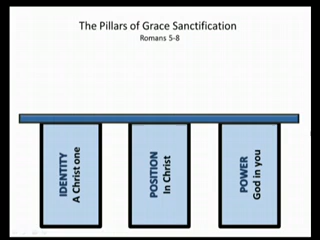 The Pillars of Grace Sanctification
Romans 5-8
IDENTITY
A Christ one
POSITION
In Christ
POWER
God in you